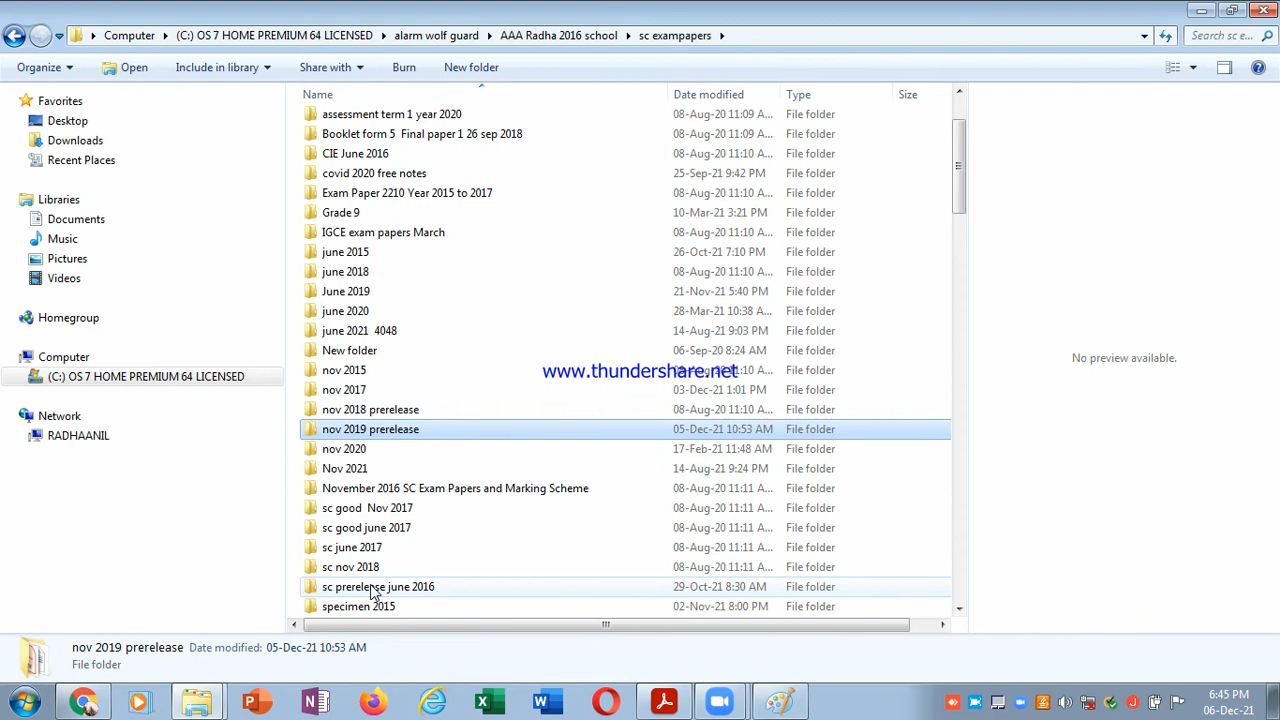 Computer ▸ (C:) OS 7 HOME PREMIUM 64 LICENSED ▸ alarm wolf guard ▸ AAA Radha 2016 school ▸ sc exampapers ▸ Search sc e...
Organize Open Include in library Share with Burn New folder
Favorites
Desktop
Downloads
Recent Places
Libraries
Documents
Music
Pictures
Videos
Homegroup
Computer
(C:) OS 7 HOME PREMIUM 64 LICENSED
Network
RADHAANIL
Name Date modified Type Size
assessment term 1 year 2020 08-Aug-20 11:09 A... File folder
Booklet form 5 Final paper 1 26 sep 2018 08-Aug-20 11:09 A... File folder
CIE June 2016 08-Aug-20 11:10 A... File folder
covid 2020 free notes 25-Sep-21 9:42 PM File folder
Exam Paper 2210 Year 2015 to 2017 08-Aug-20 11:10 A... File folder
Grade 9 10-Mar-21 3:21 PM File folder
IGCE exam papers March 08-Aug-20 11:10 A... File folder
june 2015 26-Oct-21 7:10 PM File folder
june 2018 08-Aug-20 11:10 A... File folder
June 2019 21-Nov-21 5:40 PM File folder
june 2020 28-Mar-21 10:38 A... File folder
june 2021 4048 14-Aug-21 9:03 PM File folder
New folder 06-Sep-20 8:24 AM File folder
nov 2015 11:10 A... File folder
www.thundershare.net
nov 2017 03-Dec-21 1:01 PM File folder
nov 2018 prerelease 08-Aug-20 11:10 A... File folder
nov 2019 prerelease 05-Dec-21 10:53 AM File folder
nov 2020 17-Feb-21 11:48 AM File folder
Nov 2021 14-Aug-21 9:24 PM File folder
November 2016 SC Exam Papers and Marking Scheme 08-Aug-20 11:11 A... File folder
sc good Nov 2017 08-Aug-20 11:11 A... File folder
sc good june 2017 08-Aug-20 11:11 A... File folder
sc june 2017 08-Aug-20 11:11 A... File folder
sc nov 2018 08-Aug-20 11:11 A... File folder
sc prerelese june 2016 29-Oct-21 8:30 AM File folder
specimen 2015 02-Nov-21 8:00 PM File folder
No preview available.
nov 2019 prerelease Date modified: 05-Dec-21 10:53 AM
File folder
6:45 PM
06-Dec-21